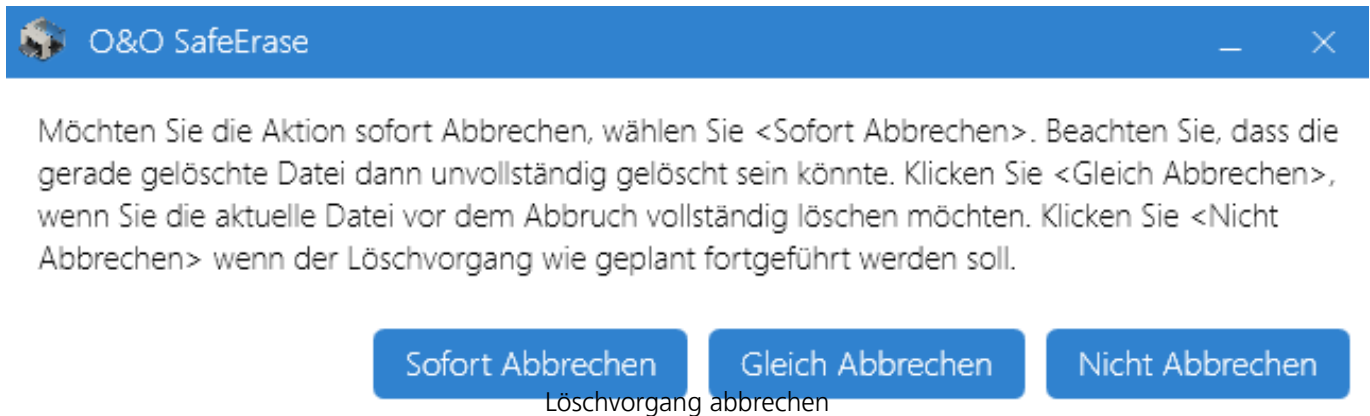 O&O SafeErase
Möchten Sie die Aktion sofort Abbrechen, wählen Sie <Sofort Abbrechen>. Beachten Sie, dass die
gerade gelöschte Datei dann unvollständig gelöscht sein könnte. Klicken Sie <Gleich Abbrechen>,
wenn Sie die aktuelle Datei vor dem Abbruch vollständig löschen möchten. Klicken Sie <Nicht
Abbrechen> wenn der Löschvorgang wie geplant fortgeführt werden soll.
Sofort Abbrechen Gleich Abbrechen Nicht Abbrechen
Löschvorgang abbrechen